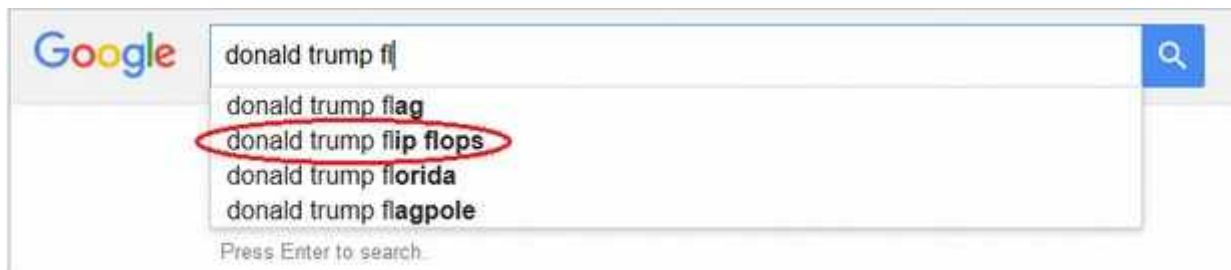 Google
donald trump fl
donald trump flag
donald trump flip flops
donald trump florida
donald trump flagpole
Press Enter to search.